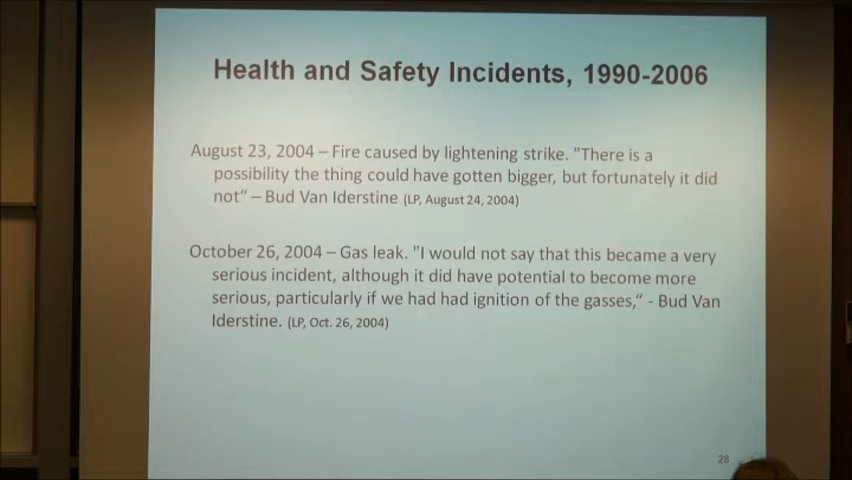 Health and Safety Incidents, 1990-2006
August 23, 2004 – Fire caused by lightening strike. "There is a
possibility the thing could have gotten bigger, but fortunately it did
not“ – Bud Van Iderstine (LP, August 24, 2004)
October 26, 2004 – Gas leak. "I would not say that this became a very
serious incident, although it did have potential to become more
serious, particularly if we had had ignition of the gasses,“ - Bud Van
Iderstine. (LP, Oct. 26, 2004)
28